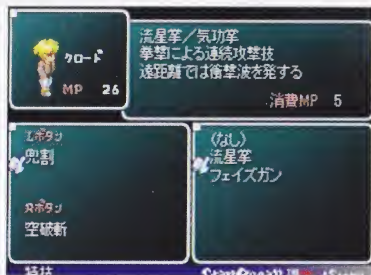 クロード
MP 26
流星掌/気功掌
拳掌による連続攻撃技
遠距離では衝撃波を発する
消費MP 5
Lボタン
兜割
Rボタン
空破斬
(なし)
流星掌
フェイズガン
特技